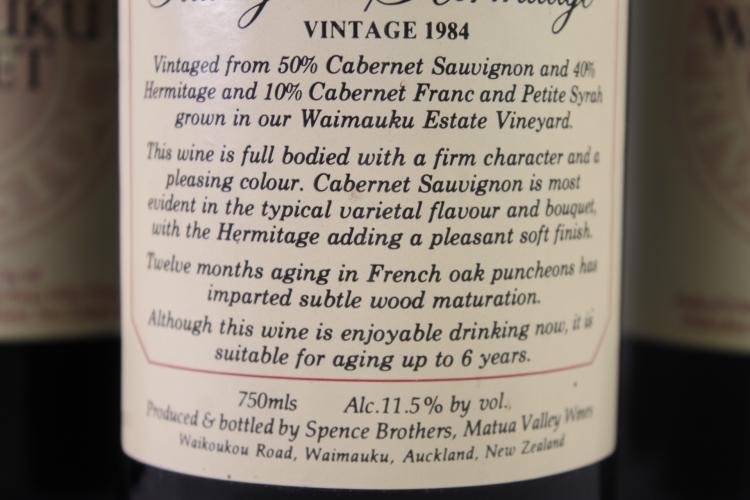 VINTAGE 1984
Vintaged from 50% Cabernet Sauvignon and 40%
Hermitage and 10% Cabernet Franc and Petite Syrah
grown in our Waimauku Estate Vineyard.
This wine is full bodied with a firm character and a
pleasing colour. Cabernet Sauvignon is most
evident in the typical varietal flavour and bouquet,
with the Hermitage adding a pleasant soft finish.
Twelve months aging in French oak puncheons has
imparted subtle wood maturation.
Although this wine is enjoyable drinking now, it is
suitable for aging up to 6 years.
750mls Alc.11.5% by vol.
Produced & bottled by Spence Brothers, Matua Valley Wines
Waikoukou Road, Waimauku, Auckland, New Zealand